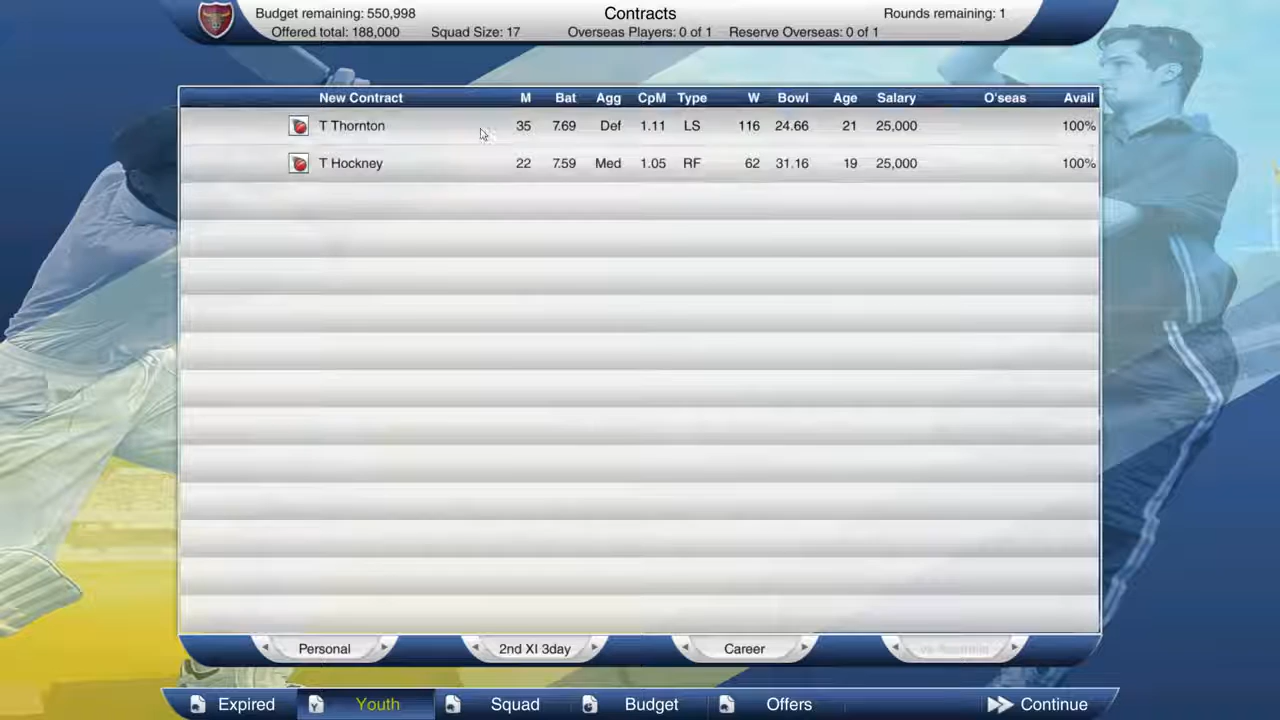 Budget remaining: 550,998 Contracts Rounds remaining: 1
Offered total: 188,000 Squad Size: 17 Overseas Players: 0 of 1 Reserve Overseas: 0 of 1
New Contract M Bat Agg CpM Type W Bowl Age Salary O'seas Avail
T Thornton 35 7.69 Def 1.11 LS 116 24.66 21 25,000 100%
T Hockney 22 7.59 Med 1.05 RF 62 31.16 19 25,000 100%
Personal 2nd XI 3day Career vs Australia
Expired Youth Squad Budget Offers Continue